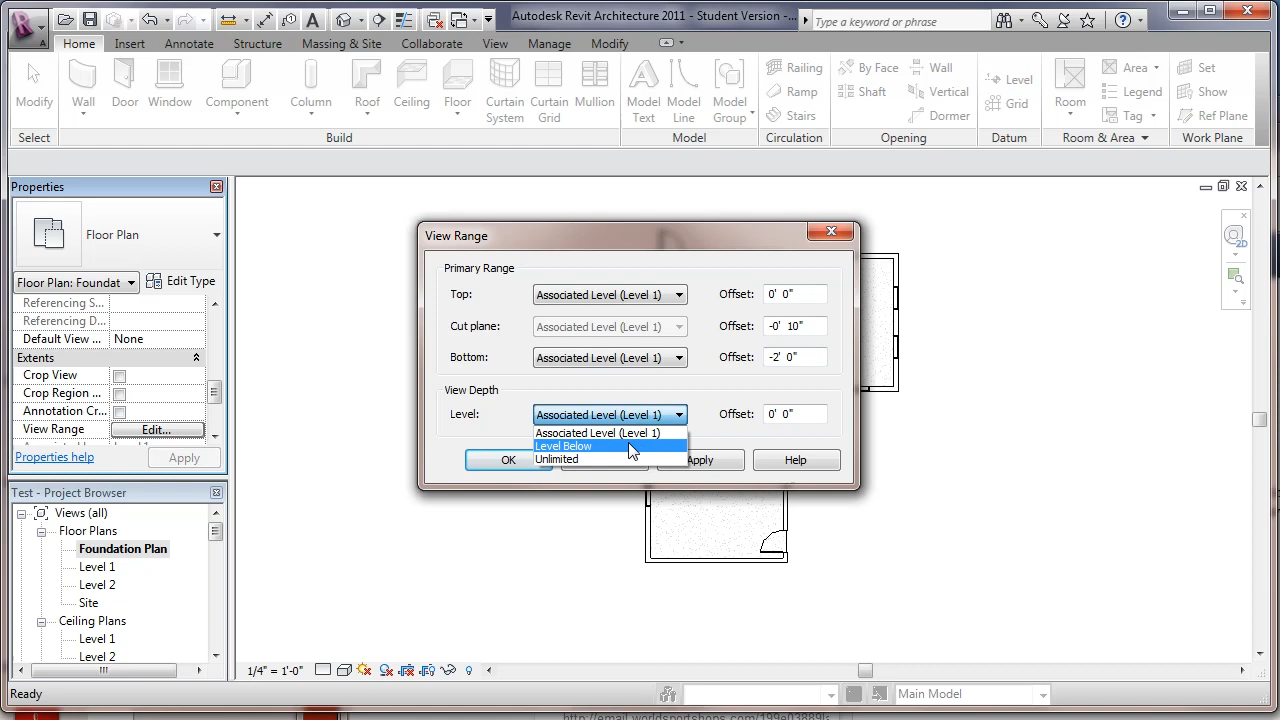 Autodesk Revit Architecture 2011 - Student Version -...
Type a keyword or phrase
Home Insert Annotate Structure Massing & Site Collaborate View Manage Modify
Modify
Wall
Door
Window
Component
Column
Roof
Ceiling
Floor
Curtain System
Curtain Grid
Mullion
Model Text
Model Line
Model Group
Railing
Ramp
Stairs
By Face
Shaft
Wall
Vertical
Dormer
Level
Grid
Room
Area
Legend
Tag
Set
Show
Ref Plane
Select Build Model Circulation Opening Datum Room & Area Work Plane
Properties
Floor Plan
Floor Plan: Foundat
Edit Type
Referencing S...
Referencing D...
Default View ... None
Extents
Crop View
Crop Region ...
Annotation Cr...
View Range Edit...
Properties help Apply
Test - Project Browser
Views (all)
Floor Plans
Foundation Plan
Level 1
Level 2
Site
Ceiling Plans
Level 1
Level 2
View Range
Primary Range
Top: Associated Level (Level 1) Offset: 0' 0"
Cut plane: Associated Level (Level 1) Offset: -0' 10"
Bottom: Associated Level (Level 1) Offset: -2' 0"
View Depth
Level: Associated Level (Level 1) Offset: 0' 0"
Associated Level (Level 1)
Level Below
Unlimited
OK Apply Help
2D
1/4" = 1'-0"
Ready
Main Model